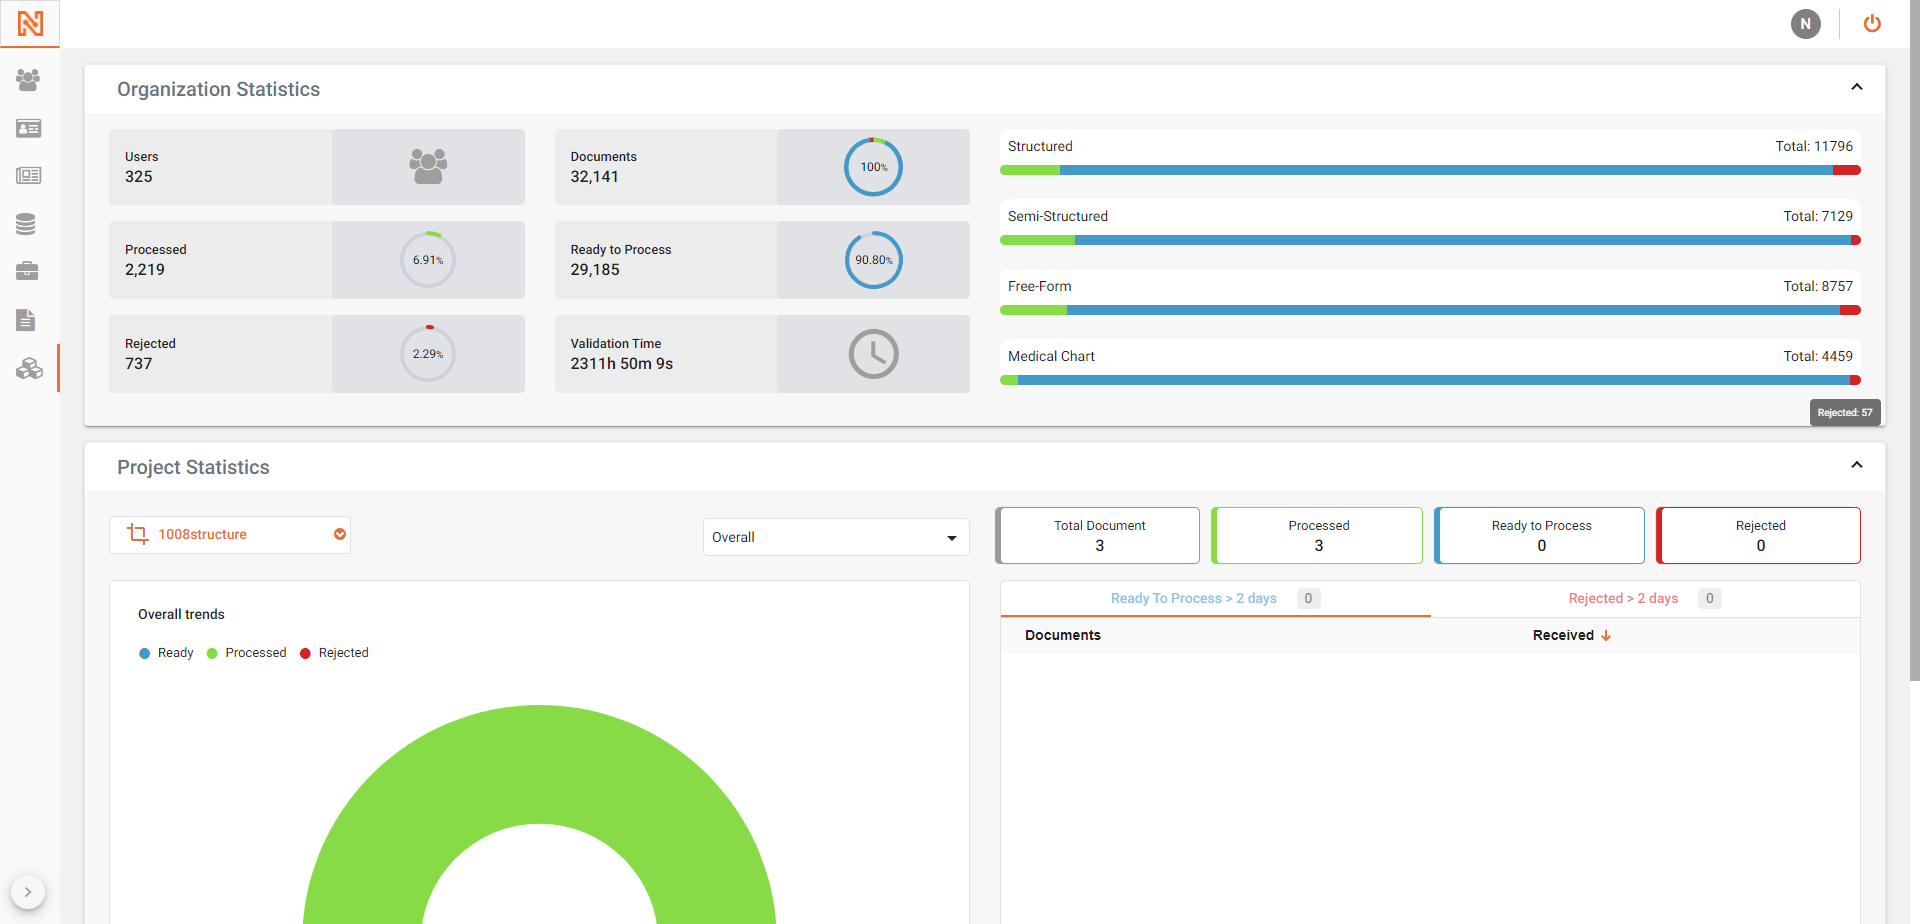 N
N
Organization Statistics
Users
325
Documents
32,141
100%
Structured
Total: 11796
Semi-Structured
Total: 7129
Processed
2,219
6.91%
Ready to Process
29,185
90.80%
Free-Form
Total: 8757
Rejected
737
2.29%
Validation Time
2311h 50m 9s
Medical Chart
Total: 4459
Rejected: 57
Project Statistics
1008structure
Overall
Total Document
3
Processed
3
Ready to Process
0
Rejected
0
Overall trends
Ready Processed Rejected
Ready To Process > 2 days 0
Rejected > 2 days 0
Documents
Received